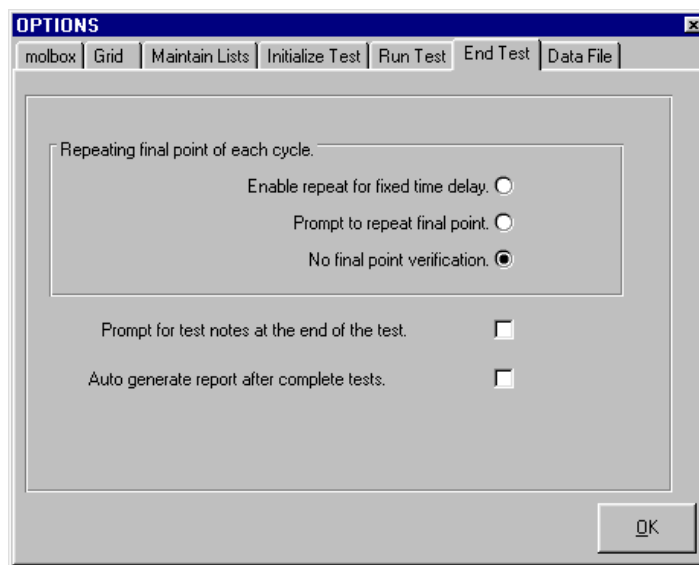 OPTIONS
molbox Grid Maintain Lists Initialize Test Run Test End Test Data File
Repeating final point of each cycle.
Enable repeat for fixed time delay.
Prompt to repeat final point.
No final point verification.
Prompt for test notes at the end of the test.
Auto generate report after complete tests.
OK